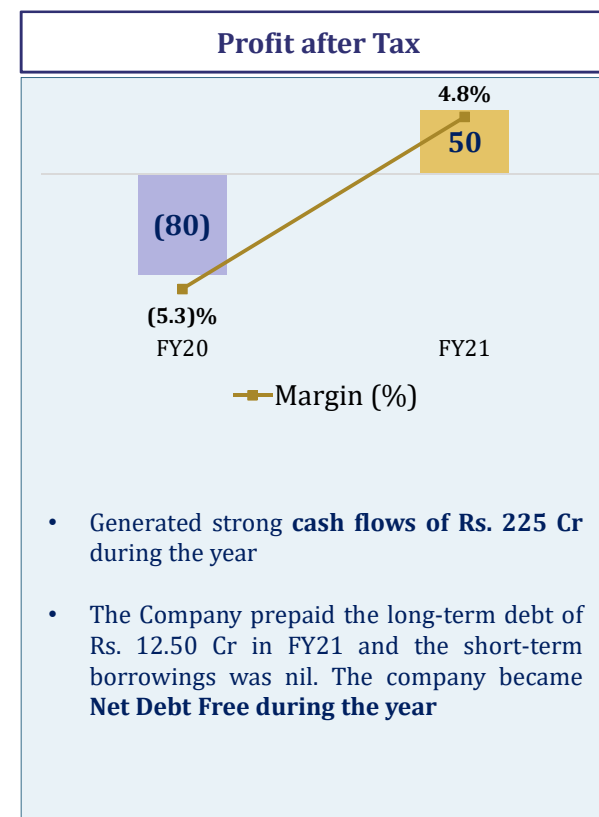 Profit after Tax
4.8%
50
(80)
(5.3)%
FY20 FY21
Margin (%)
• Generated strong cash flows of Rs. 225 Cr
during the year
• The Company prepaid the long-term debt of
Rs. 12.50 Cr in FY21 and the short-term
borrowings was nil. The company became
Net Debt Free during the year